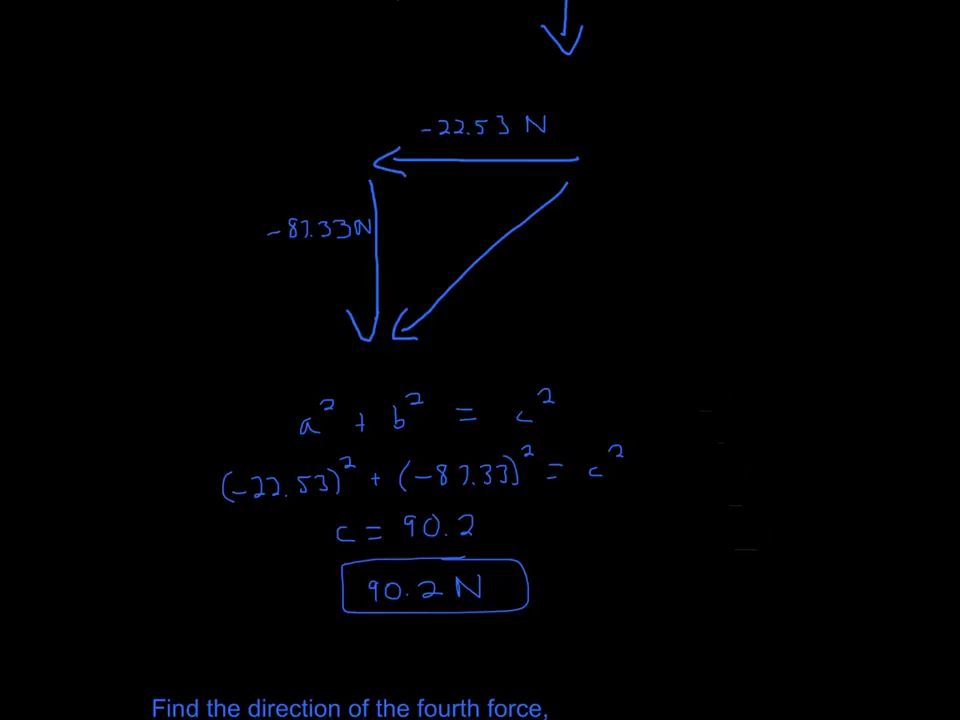 -22.53 N
-87.33N
a² + b² = c²
(-22.53)² + (-87.33)² = c²
c = 90.2
90.2 N
Find the direction of the fourth force,